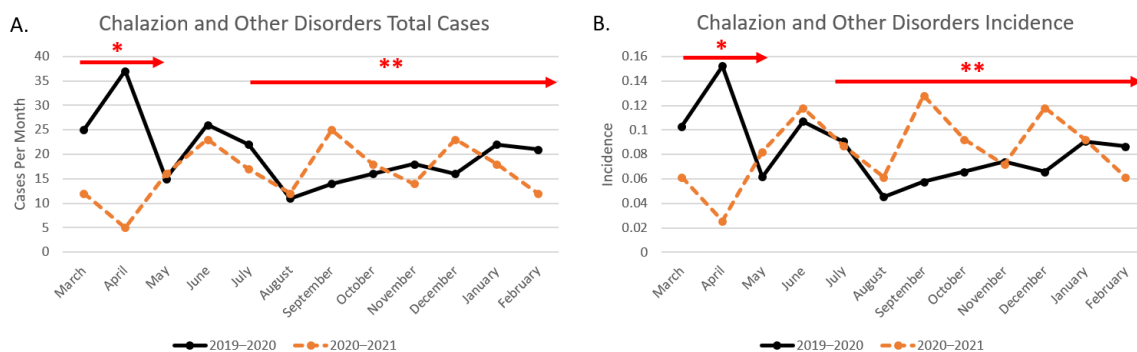 A.
Chalazion and Other Disorders Total Cases
*
**
40
35
30
25
20
15
10
5
0
Cases Per Month
March
April
May
June
July
August
September
October
November
December
January
February
2019–2020
2020–2021
B.
Chalazion and Other Disorders Incidence
*
**
0.16
0.14
0.12
0.1
0.08
0.06
0.04
0.02
0
Incidence
March
April
May
June
July
August
September
October
November
December
January
February
2019–2020
2020–2021